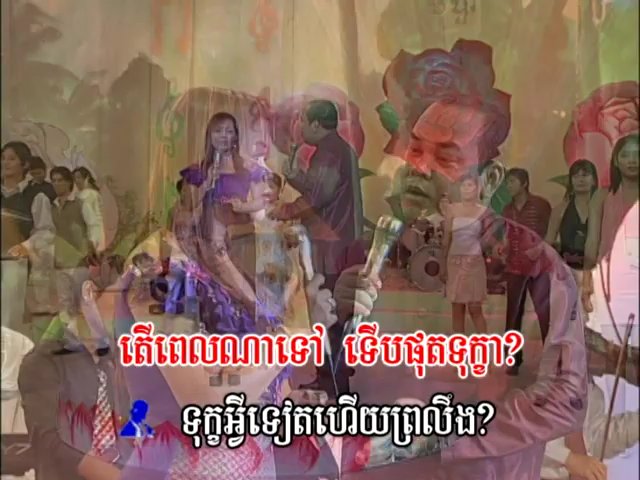 តើពេលណាទៅ ទើបផុតទុក្ខា?
ទុក្ខអ្វីទៀតហើយព្រលឹង?